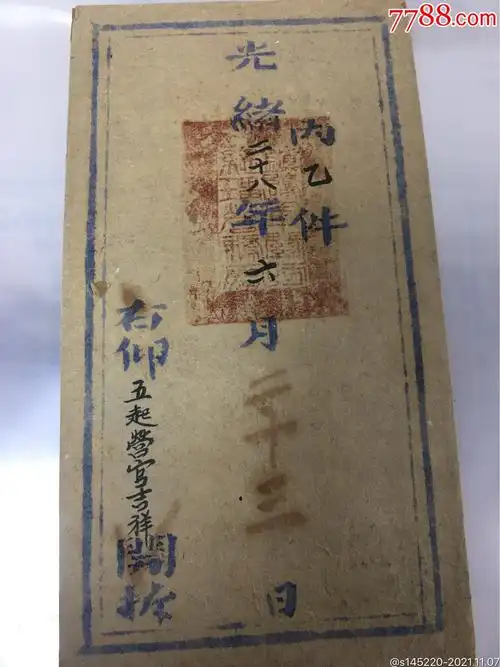 7788.com
内乙件
光緒二十八年六月二十三日
右仰五起營官吉祥開拆
@s145220-2021.11.07